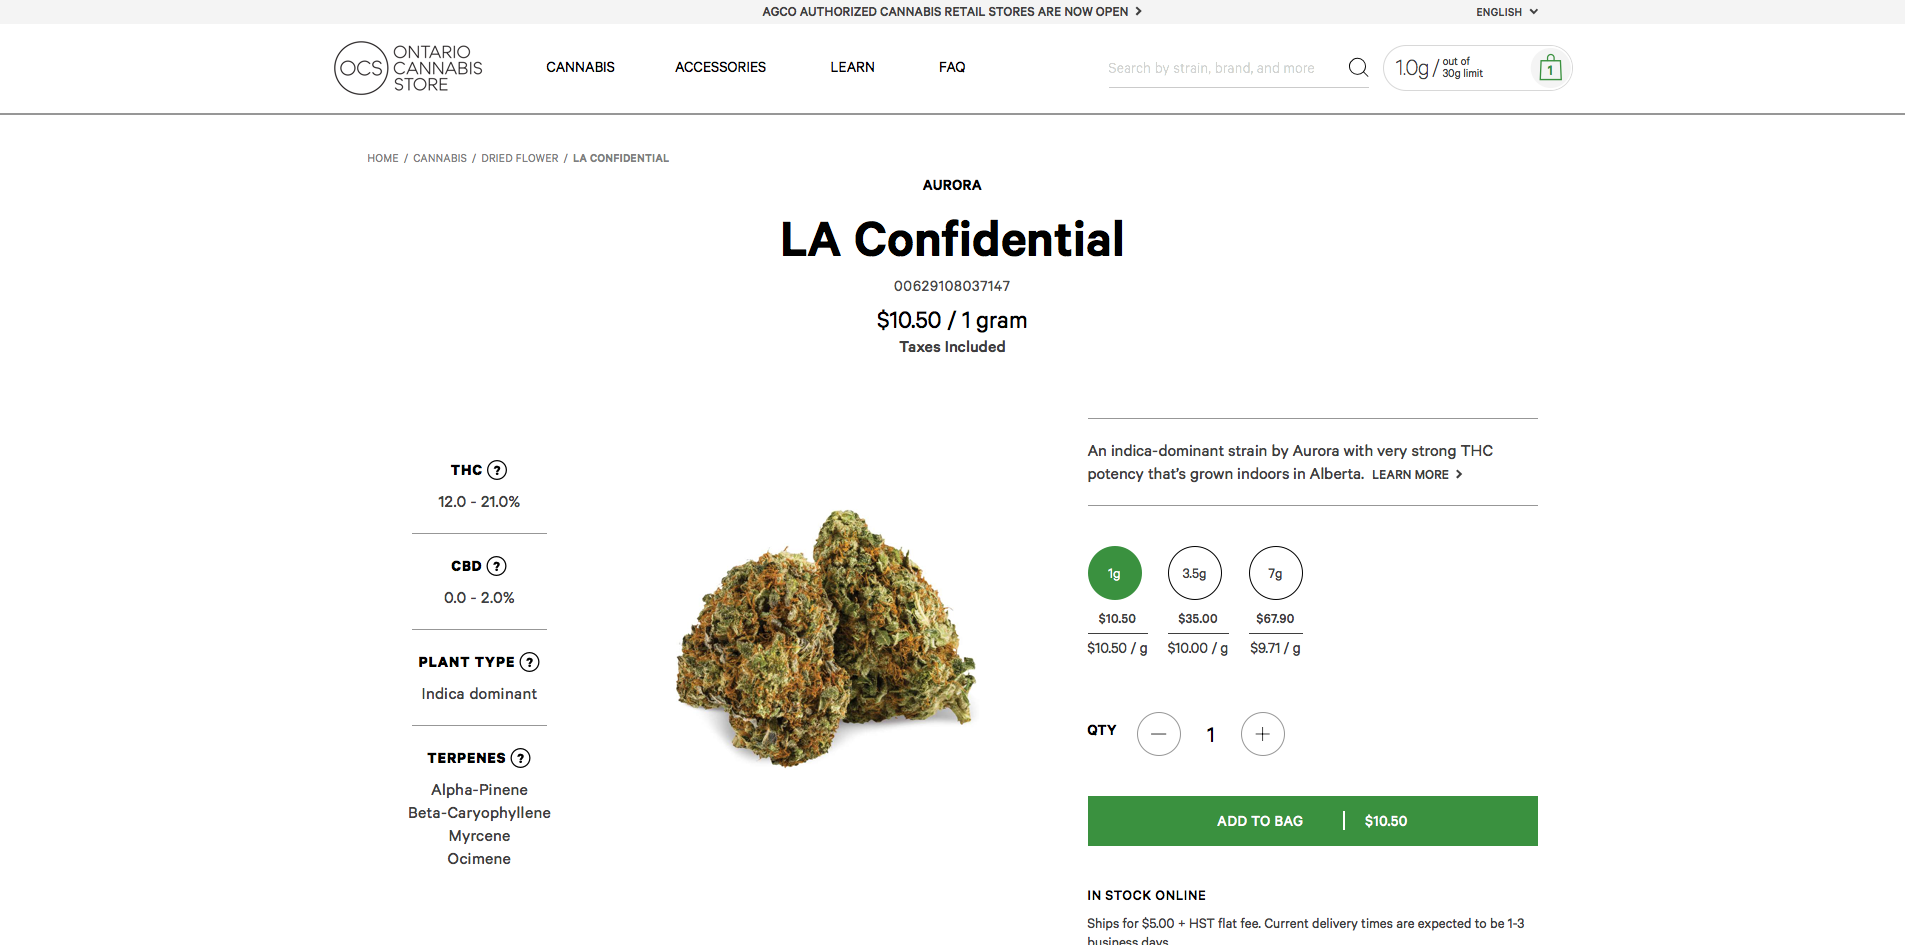 AGCO AUTHORIZED CANNABIS RETAIL STORES ARE NOW OPEN
ENGLISH
OCS
ONTARIO
CANNABIS
STORE
CANNABIS
ACCESSORIES
LEARN
FAQ
Search by strain, brand, and more
1.0g / out of
30g limit
1
HOME / CANNABIS / DRIED FLOWER / LA CONFIDENTIAL
AURORA
LA Confidential
00629108037147
$10.50 / 1 gram
Taxes Included
THC ?
12.0 - 21.0%
CBD ?
0.0 - 2.0%
PLANT TYPE ?
Indica dominant
TERPENES ?
Alpha-Pinene
Beta-Caryophyllene
Myrcene
Ocimene
An indica-dominant strain by Aurora with very strong THC
potency that's grown indoors in Alberta. LEARN MORE
1g 3.5g 7g
$10.50 $35.00 $67.90
$10.50 / g $10.00 / g $9.71 / g
QTY 1
ADD TO BAG | $10.50
IN STOCK ONLINE
Ships for $5.00 + HST flat fee. Current delivery times are expected to be 1-3
business days.